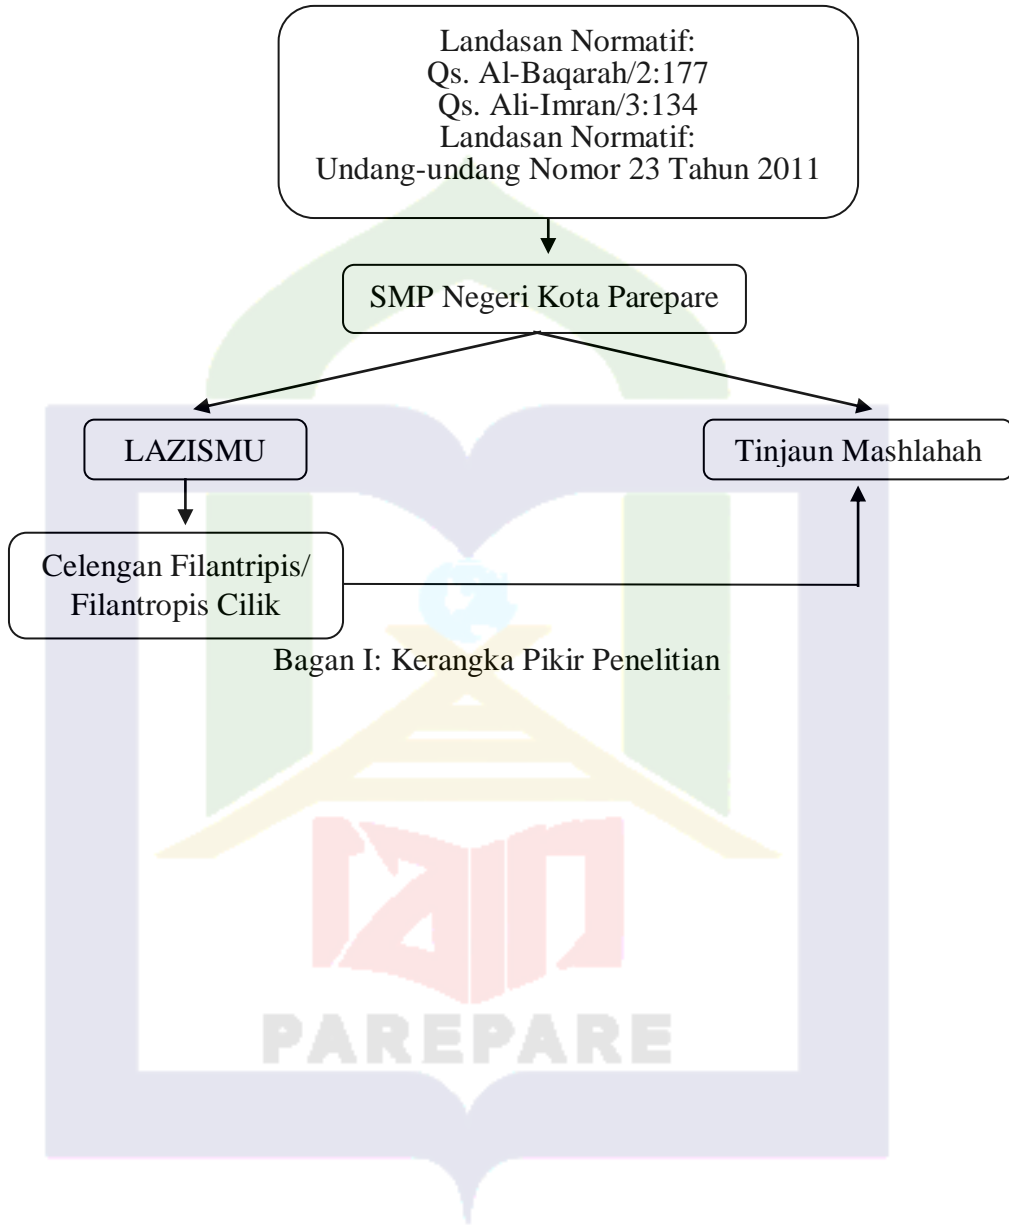 Landasan Normatif:
Qs. Al-Baqarah/2:177
Qs. Ali-Imran/3:134
Landasan Normatif:
Undang-undang Nomor 23 Tahun 2011
SMP Negeri Kota Parepare
LAZISMU
Tinjaun Mashlahah
Celengan Filantripis/
Filantropis Cilik
Bagan I: Kerangka Pikir Penelitian
iain
PAREPARE